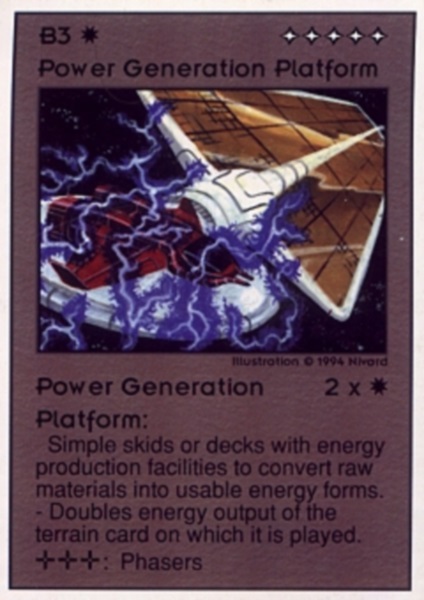 B3
Power Generation Platform
Illustration © 1994 Nivard
Power Generation 2 x
Platform:
Simple skids or decks with energy
production facilities to convert raw
materials into usable energy forms.
- Doubles energy output of the
terrain card on which it is played.
: Phasers